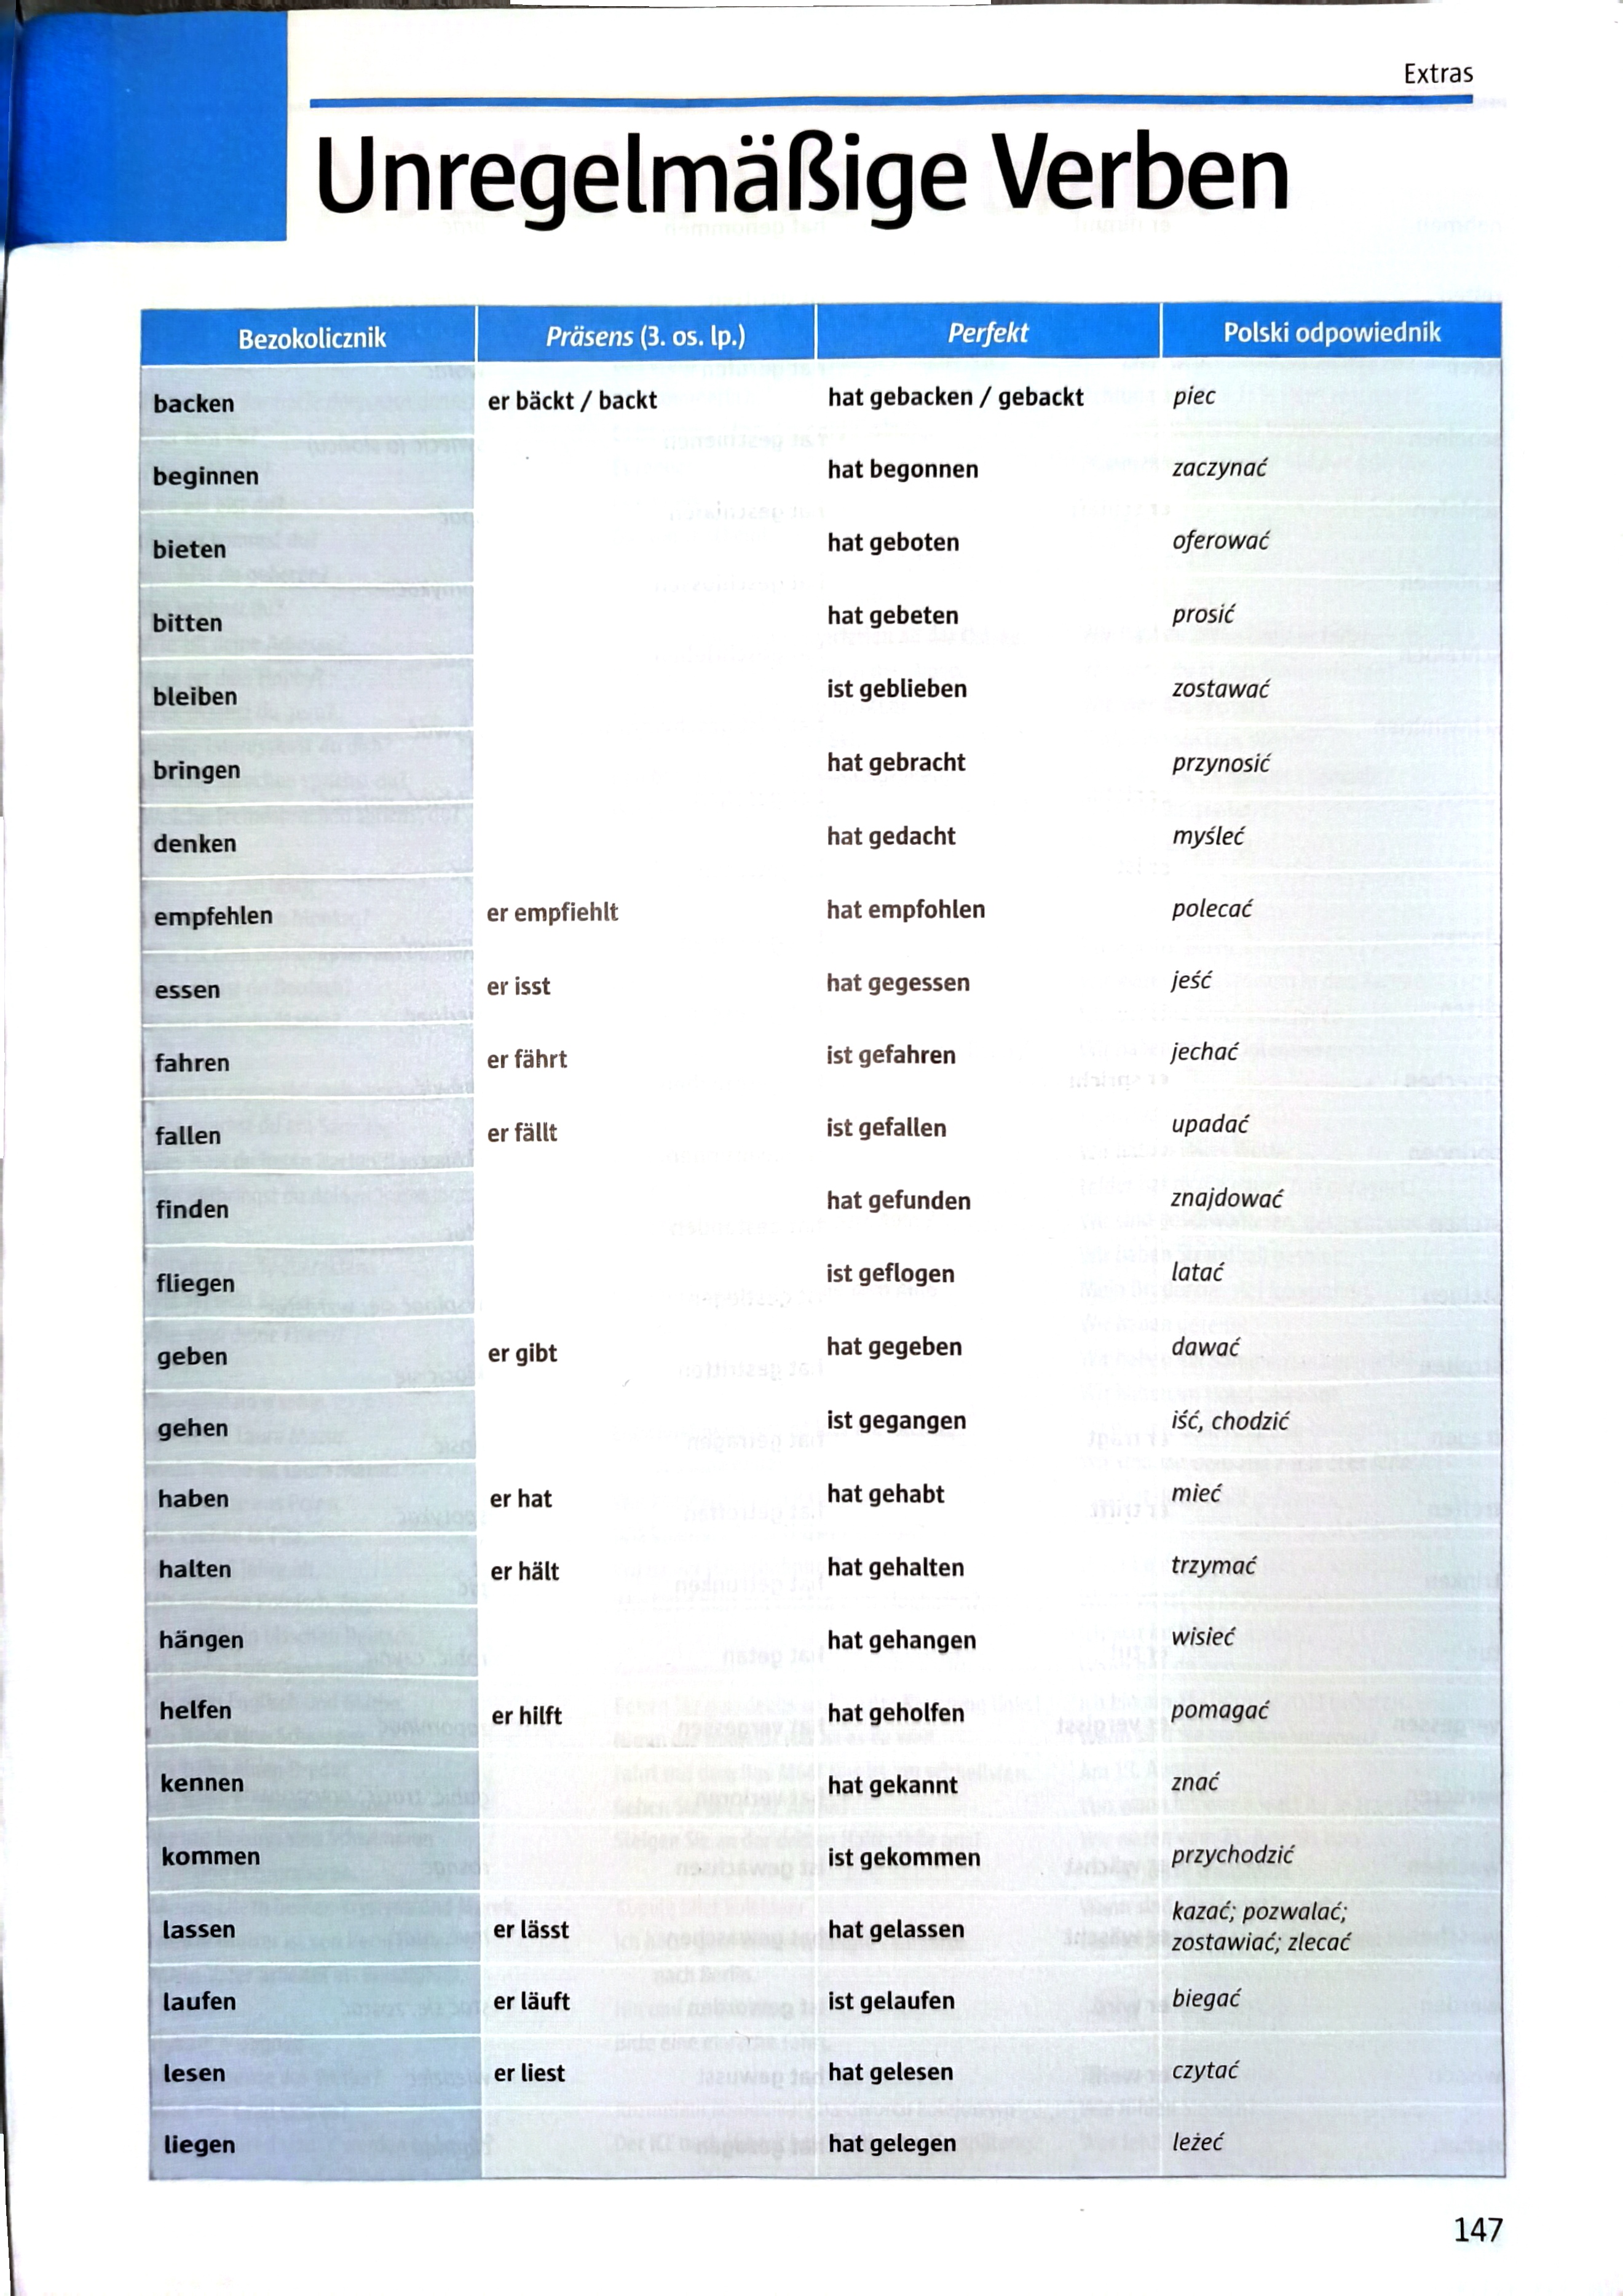 Extras
Unregelmäßige Verben
Bezokolicznik Präsens (3. os. lp.) Perfekt Polski odpowiednik
backen er bäckt / backt hat gebacken / gebackt piec
beginnen hat begonnen zaczynać
bieten hat geboten oferować
bitten hat gebeten prosić
bleiben ist geblieben zostawać
bringen hat gebracht przynosić
denken hat gedacht myśleć
empfehlen er empfiehlt hat empfohlen polecać
essen er isst hat gegessen jeść
fahren er fährt ist gefahren jechać
fallen er fällt ist gefallen upadać
finden hat gefunden znajdować
fliegen ist geflogen latać
geben er gibt hat gegeben dawać
gehen ist gegangen iść, chodzić
haben er hat hat gehabt mieć
halten er hält hat gehalten trzymać
hängen hat gehangen wisieć
helfen er hilft hat geholfen pomagać
kennen hat gekannt znać
kommen ist gekommen przychodzić
lassen er lässt hat gelassen kazać; pozwalać;
zostawiać; zlecać
laufen er läuft ist gelaufen biegać
lesen er liest hat gelesen czytać
liegen hat gelegen leżeć
147